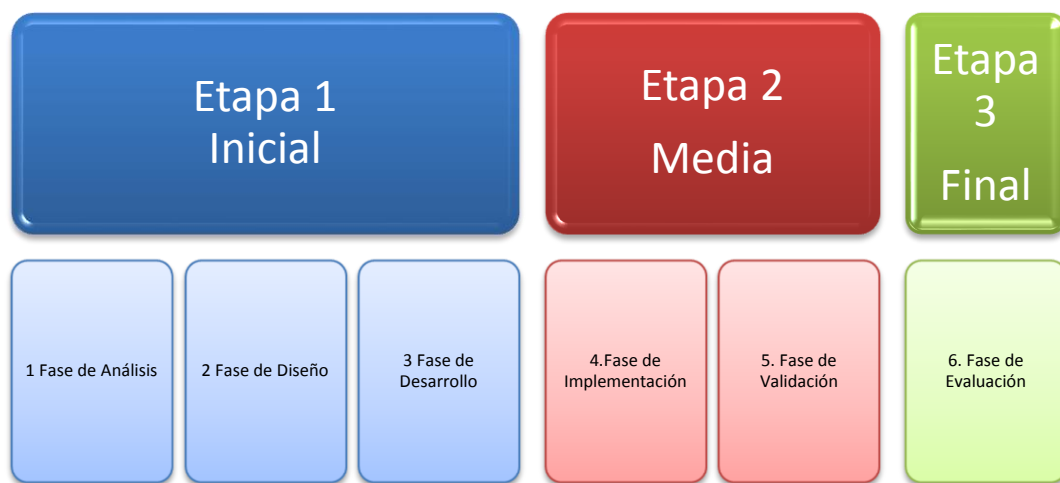 Etapa 1
Inicial
Etapa 2
Media
Etapa
3
Final
1 Fase de Análisis
2 Fase de Diseño
3 Fase de
Desarrollo
4.Fase de
Implementación
5. Fase de
Validación
6. Fase de
Evaluación